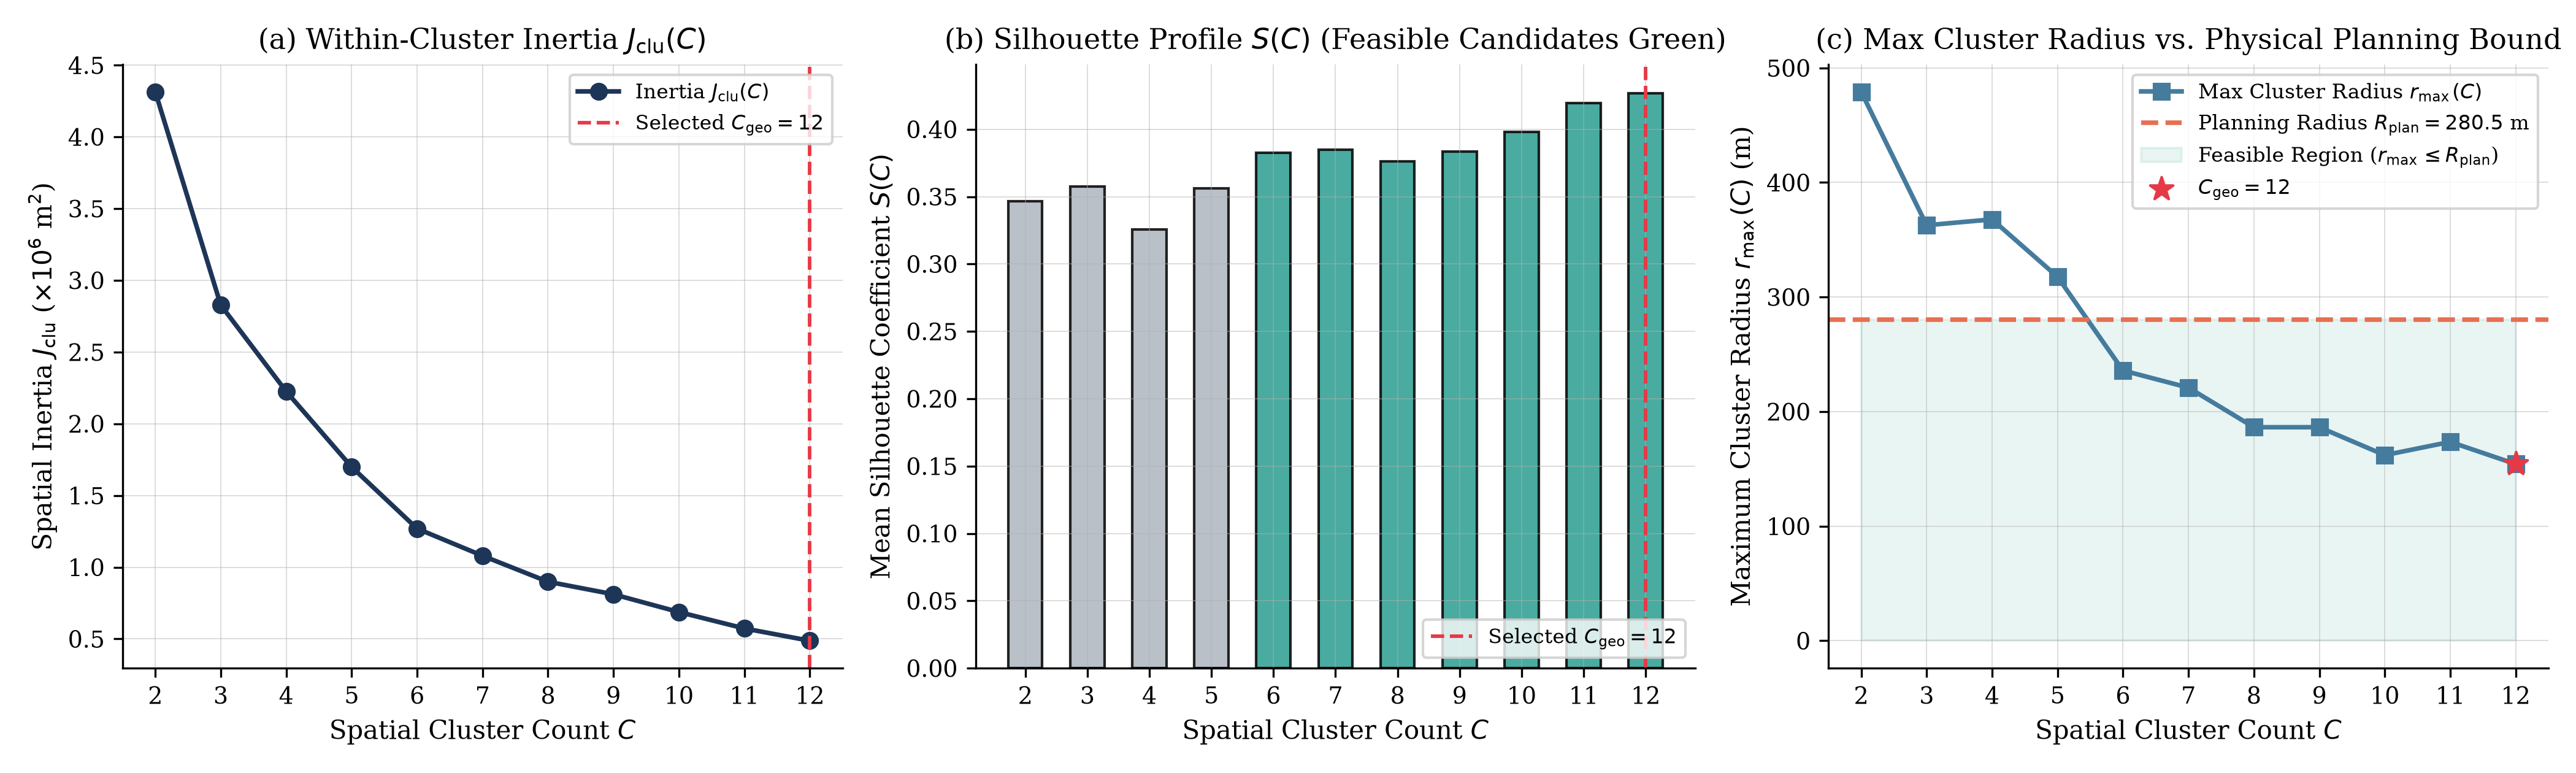 (a) Within-Cluster Inertia J_clu(C)
4.5
4.0
3.5
3.0
2.5
2.0
1.5
1.0
0.5
Spatial Inertia J_clu (×10⁶ m²)
Inertia J_clu(C)
Selected C_geo = 12
2 3 4 5 6 7 8 9 10 11 12
Spatial Cluster Count C
(b) Silhouette Profile S(C) (Feasible Candidates Green)
0.40
0.35
0.30
0.25
0.20
0.15
0.10
0.05
0.00
Mean Silhouette Coefficient S(C)
Selected C_geo = 12
2 3 4 5 6 7 8 9 10 11 12
Spatial Cluster Count C
(c) Max Cluster Radius vs. Physical Planning Bound
500
400
300
200
100
0
Maximum Cluster Radius r_max(C) (m)
Max Cluster Radius r_max(C)
Planning Radius R_plan = 280.5 m
Feasible Region (r_max ≤ R_plan)
C_geo = 12
2 3 4 5 6 7 8 9 10 11 12
Spatial Cluster Count C